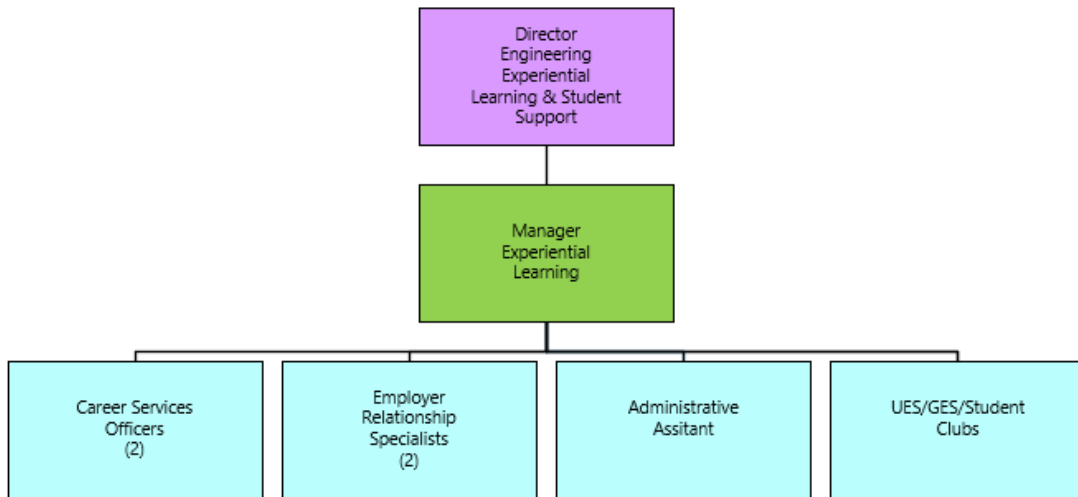 Director
Engineering
Experiential
Learning & Student
Support
Manager
Experiential
Learning
Career Services
Officers
(2)
Employer
Relationship
Specialists
(2)
Administrative
Assitant
UES/GES/Student
Clubs